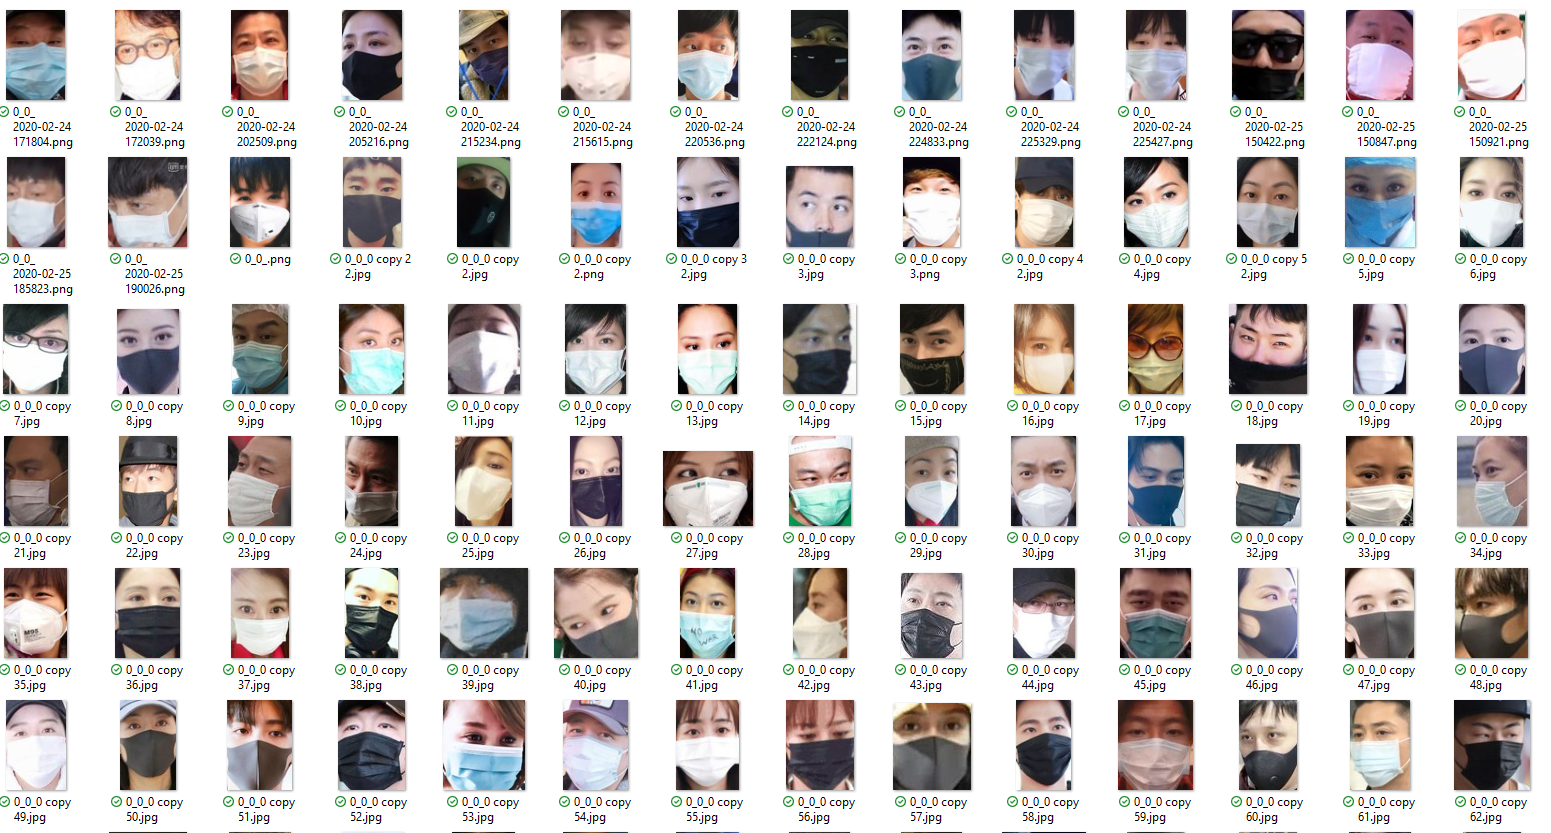 0_0_ 0_0_ 0_0_ 0_0_ 0_0_ 0_0_ 0_0_ 0_0_ 0_0_ 0_0_ 0_0_ 0_0_ 0_0_ 0_0_
2020-02-24 2020-02-24 2020-02-24 2020-02-24 2020-02-24 2020-02-24 2020-02-24 2020-02-24 2020-02-24 2020-02-24 2020-02-24 2020-02-25 2020-02-25 2020-02-25
171804.png 172039.png 202509.png 205216.png 215234.png 215615.png 220536.png 222124.png 224833.png 225329.png 225427.png 150422.png 150847.png 150921.png
0_0_ 0_0_ 0_0_.png 0_0_0 copy 2 0_0_0 copy 0_0_0 copy 0_0_0 copy 3 0_0_0 copy 0_0_0 copy 0_0_0 copy 4 0_0_0 copy 0_0_0 copy 5 0_0_0 copy 0_0_0 copy
2020-02-25 2020-02-25 2.jpg 2.jpg 2.png 2.jpg 3.jpg 3.png 2.jpg 4.jpg 2.jpg 5.jpg 6.jpg
185823.png 190026.png
0_0_0 copy 0_0_0 copy 0_0_0 copy 0_0_0 copy 0_0_0 copy 0_0_0 copy 0_0_0 copy 0_0_0 copy 0_0_0 copy 0_0_0 copy 0_0_0 copy 0_0_0 copy 0_0_0 copy 0_0_0 copy
7.jpg 8.jpg 9.jpg 10.jpg 11.jpg 12.jpg 13.jpg 14.jpg 15.jpg 16.jpg 17.jpg 18.jpg 19.jpg 20.jpg
0_0_0 copy 0_0_0 copy 0_0_0 copy 0_0_0 copy 0_0_0 copy 0_0_0 copy 0_0_0 copy 0_0_0 copy 0_0_0 copy 0_0_0 copy 0_0_0 copy 0_0_0 copy 0_0_0 copy 0_0_0 copy
21.jpg 22.jpg 23.jpg 24.jpg 25.jpg 26.jpg 27.jpg 28.jpg 29.jpg 30.jpg 31.jpg 32.jpg 33.jpg 34.jpg
NO
WAR
0_0_0 copy 0_0_0 copy 0_0_0 copy 0_0_0 copy 0_0_0 copy 0_0_0 copy 0_0_0 copy 0_0_0 copy 0_0_0 copy 0_0_0 copy 0_0_0 copy 0_0_0 copy 0_0_0 copy 0_0_0 copy
35.jpg 36.jpg 37.jpg 38.jpg 39.jpg 40.jpg 41.jpg 42.jpg 43.jpg 44.jpg 45.jpg 46.jpg 47.jpg 48.jpg
0_0_0 copy 0_0_0 copy 0_0_0 copy 0_0_0 copy 0_0_0 copy 0_0_0 copy 0_0_0 copy 0_0_0 copy 0_0_0 copy 0_0_0 copy 0_0_0 copy 0_0_0 copy 0_0_0 copy 0_0_0 copy
49.jpg 50.jpg 51.jpg 52.jpg 53.jpg 54.jpg 55.jpg 56.jpg 57.jpg 58.jpg 59.jpg 60.jpg 61.jpg 62.jpg